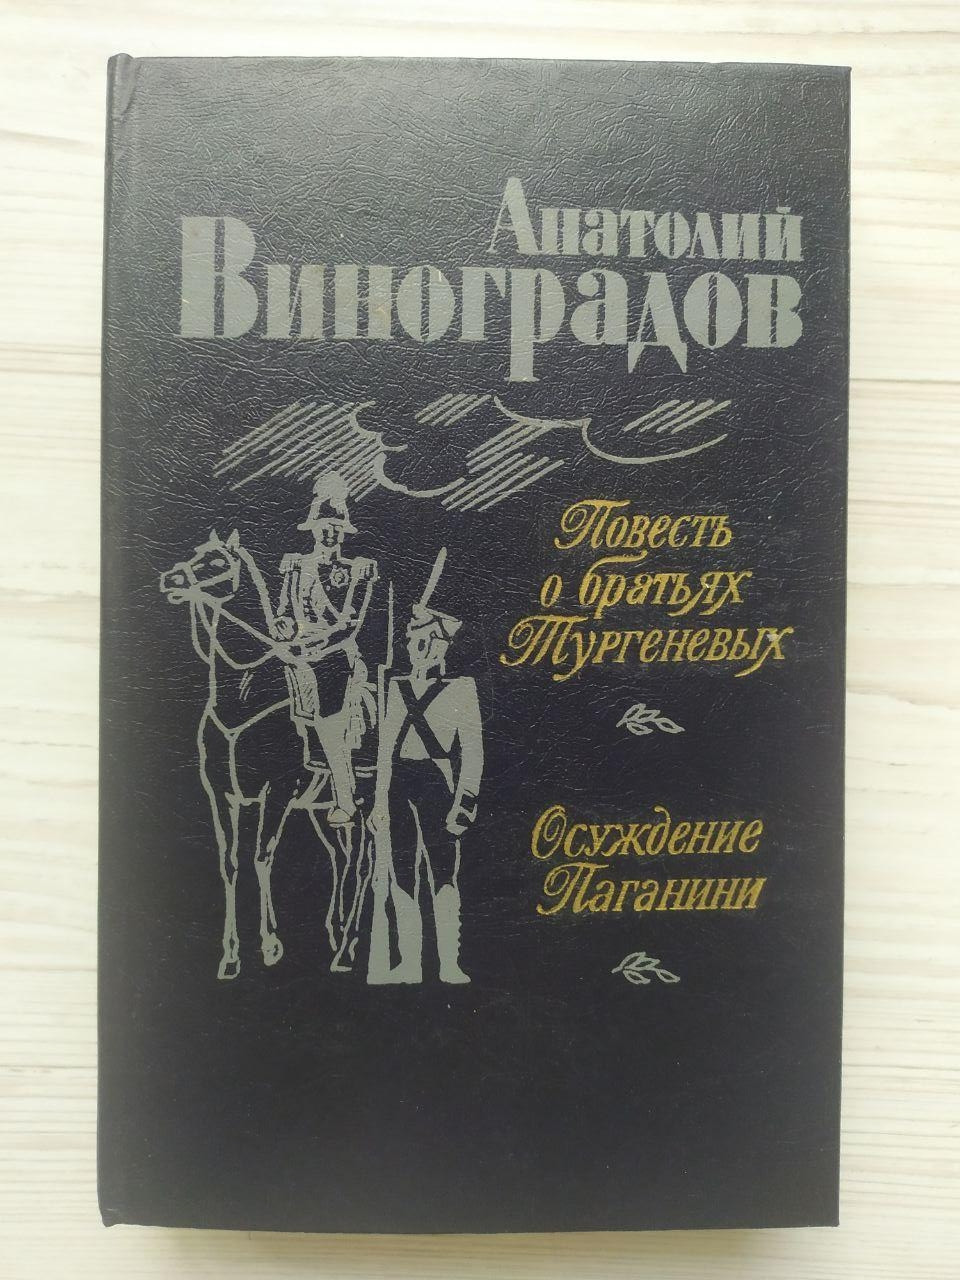 Анатолий
Виноградов
Повесть
о братьях
Тургеневых
Осуждение
Паганини